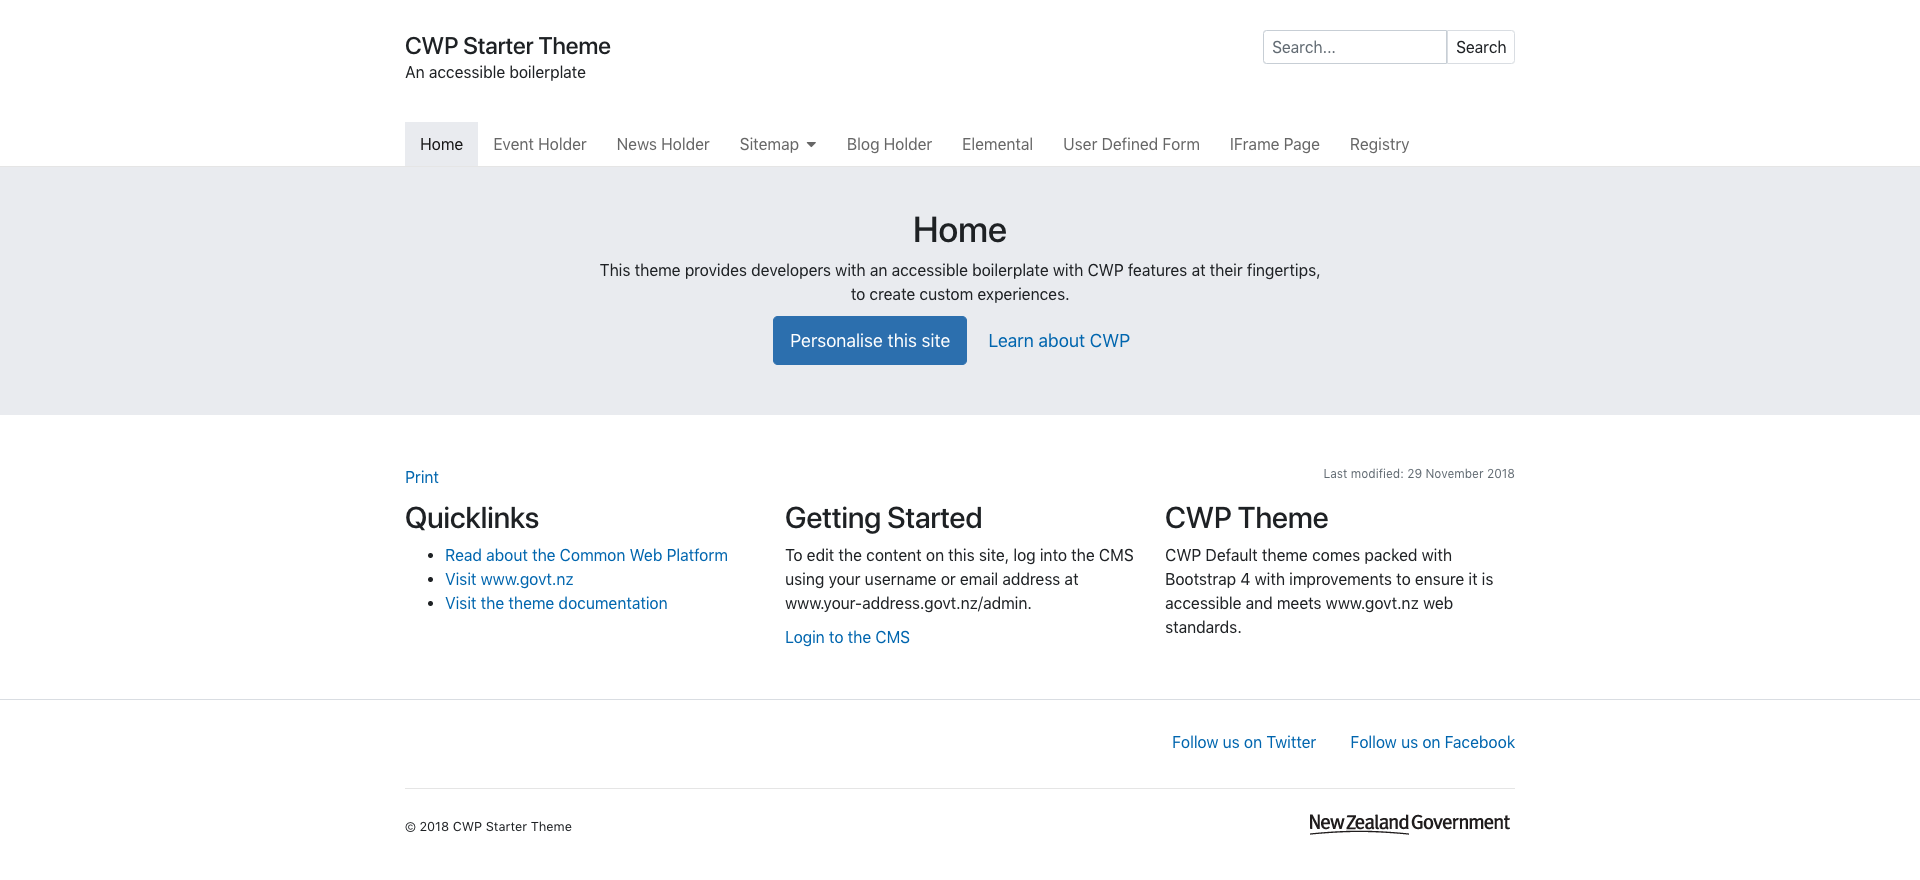 CWP Starter Theme
An accessible boilerplate
Search...
Search
Home
Event Holder
News Holder
Sitemap
Blog Holder
Elemental
User Defined Form
IFrame Page
Registry
Home
This theme provides developers with an accessible boilerplate with CWP features at their fingertips,
to create custom experiences.
Personalise this site
Learn about CWP
Print
Last modified: 29 November 2018
Quicklinks
Read about the Common Web Platform
Visit www.govt.nz
Visit the theme documentation
Getting Started
To edit the content on this site, log into the CMS
using your username or email address at
www.your-address.govt.nz/admin.
Login to the CMS
CWP Theme
CWP Default theme comes packed with
Bootstrap 4 with improvements to ensure it is
accessible and meets www.govt.nz web
standards.
Follow us on Twitter
Follow us on Facebook
© 2018 CWP Starter Theme
New Zealand Government